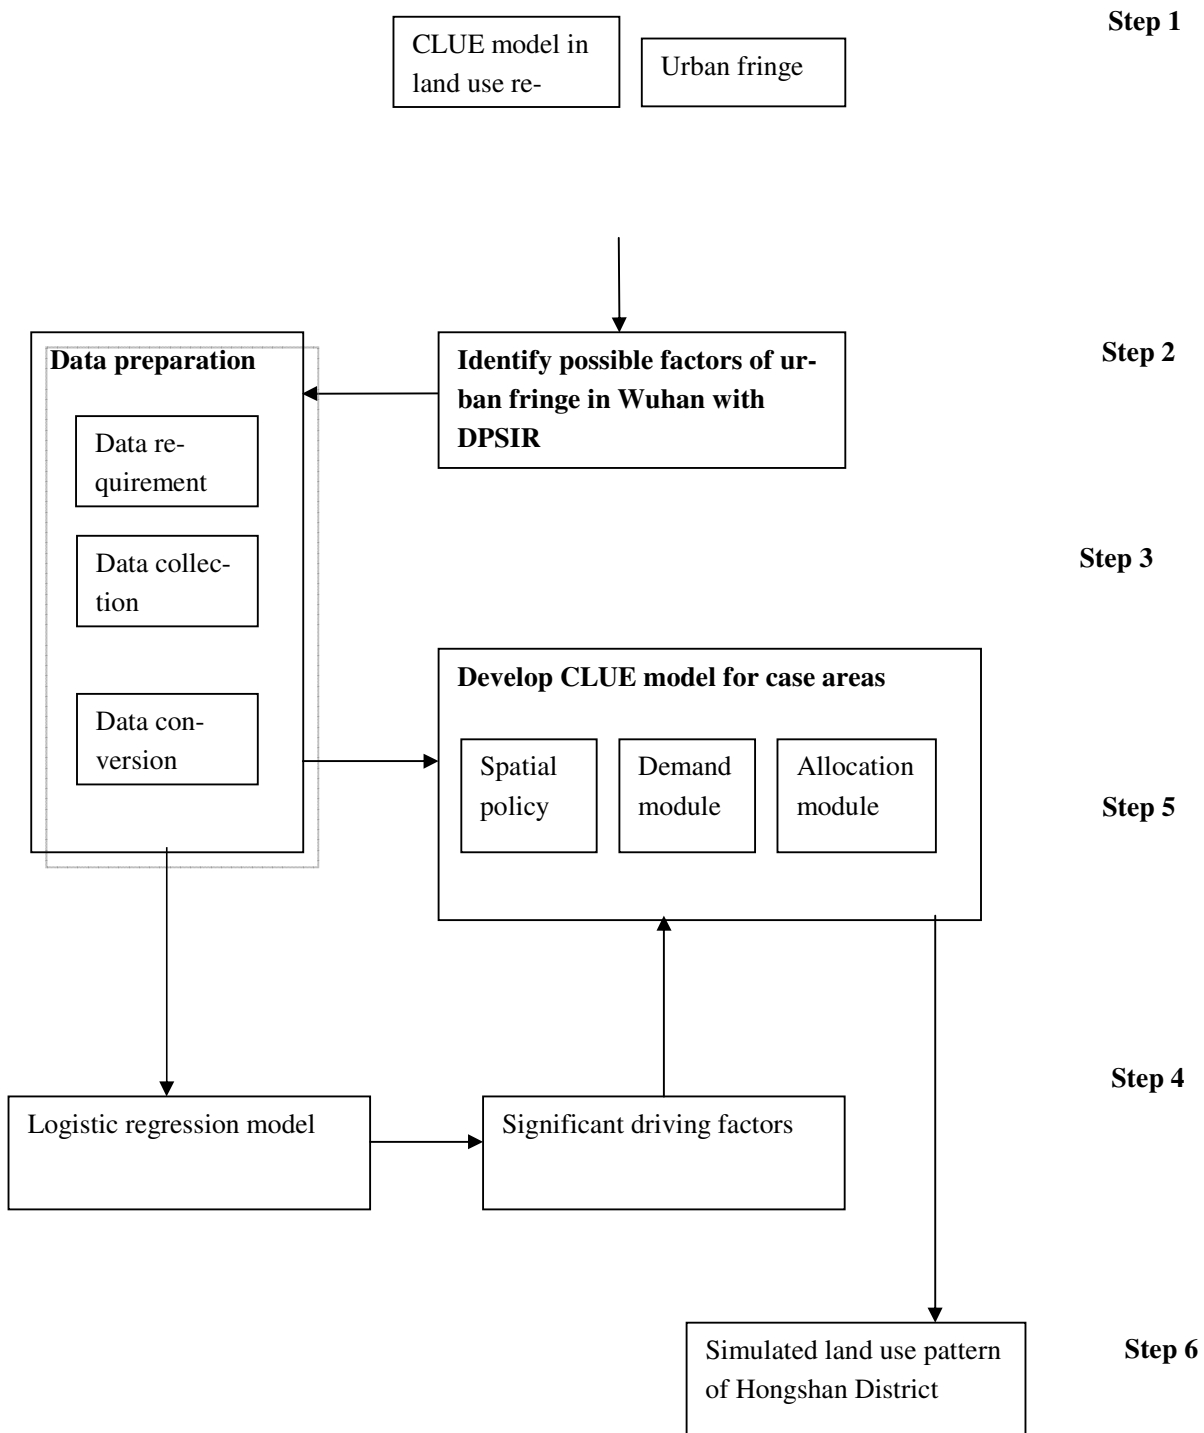 Step 1
CLUE model in
land use re-
Urban fringe
Step 2
Data preparation
Identify possible factors of ur-
ban fringe in Wuhan with
DPSIR
Data re-
quirement
Step 3
Data collec-
tion
Data con-
version
Develop CLUE model for case areas
Spatial
policy
Demand
module
Allocation
module
Step 5
Step 4
Logistic regression model
Significant driving factors
Simulated land use pattern
of Hongshan District
Step 6